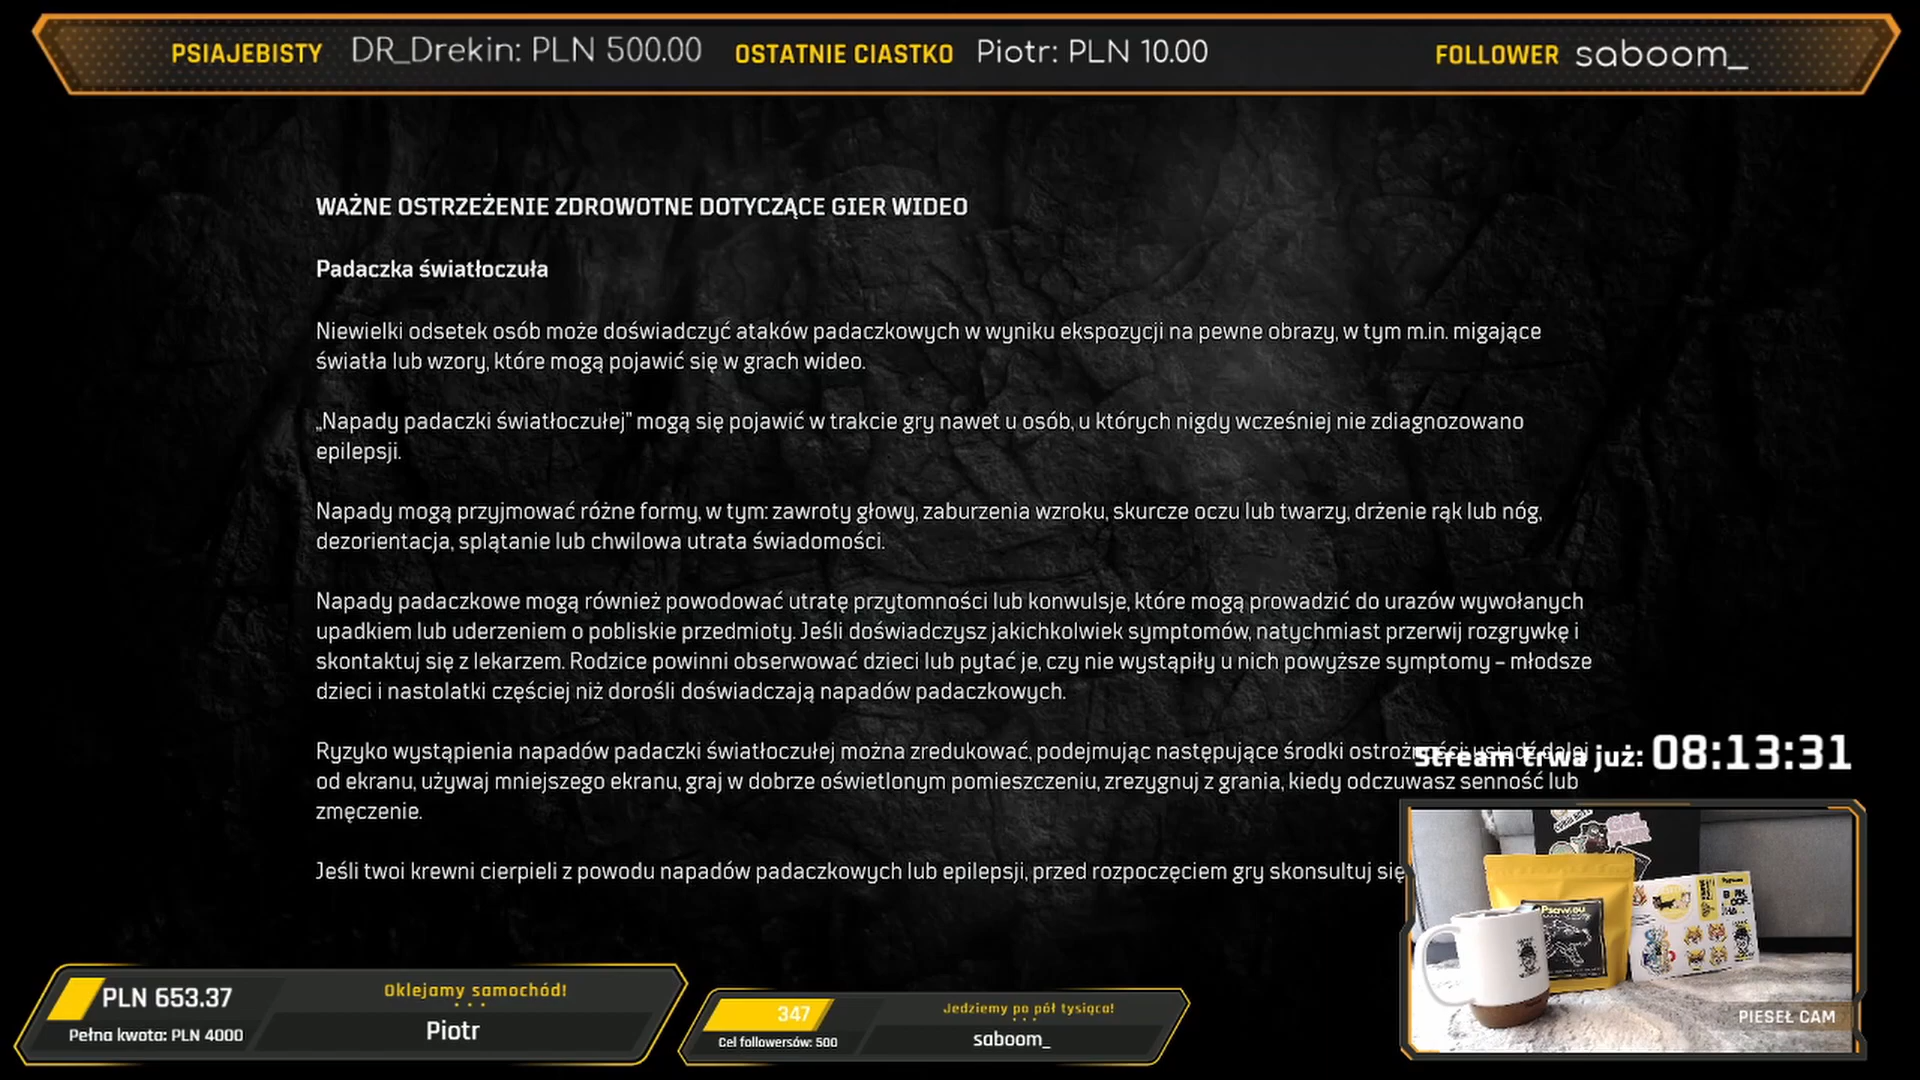 PSIAJEBISTY DR_Drekin: PLN 500.00 OSTATNIE CIASTKO Piotr: PLN 10.00 FOLLOWER saboom_
WAŻNE OSTRZEŻENIE ZDROWOTNE DOTYCZĄCE GIER WIDEO
Padaczka światłoczuła
Niewielki odsetek osób może doświadczyć ataków padaczkowych w wyniku ekspozycji na pewne obrazy, w tym m.in. migające
światła lub wzory, które mogą pojawić się w grach wideo.
„Napady padaczki światłoczułej” mogą się pojawić w trakcie gry nawet u osób, u których nigdy wcześniej nie zdiagnozowano
epilepsji.
Napady mogą przyjmować różne formy, w tym: zawroty głowy, zaburzenia wzroku, skurcze oczu lub twarzy, drżenie rąk lub nóg,
dezorientacja, splątanie lub chwilowa utrata świadomości.
Napady padaczkowe mogą również powodować utratę przytomności lub konwulsje, które mogą prowadzić do urazów wywołanych
upadkiem lub uderzeniem o pobliskie przedmioty. Jeśli doświadczysz jakichkolwiek symptomów, natychmiast przerwij rozgrywkę i
skontaktuj się z lekarzem. Rodzice powinni obserwować dzieci lub pytać je, czy nie wystąpiły u nich powyższe symptomy – młodsze
dzieci i nastolatki częściej niż dorośli doświadczają napadów padaczkowych.
Ryzyko wystąpienia napadów padaczki światłoczułej można zredukować, podejmując następujące środki ostrożności: usiądź dalej
od ekranu, używaj mniejszego ekranu, graj w dobrze oświetlonym pomieszczeniu, zrezygnuj z grania, kiedy odczuwasz senność lub
zmęczenie.
Jeśli twoi krewni cierpieli z powodu napadów padaczkowych lub epilepsji, przed rozpoczęciem gry skonsultuj się
Stream trwa już: 08:13:31
Psawou
PIESEŁ CAM
PLN 653.37
Pełna kwota: PLN 4000
Oklejamy samochód!
Piotr
347
Cel followersów: 500
Jedziemy po pół tysiąca!
saboom_